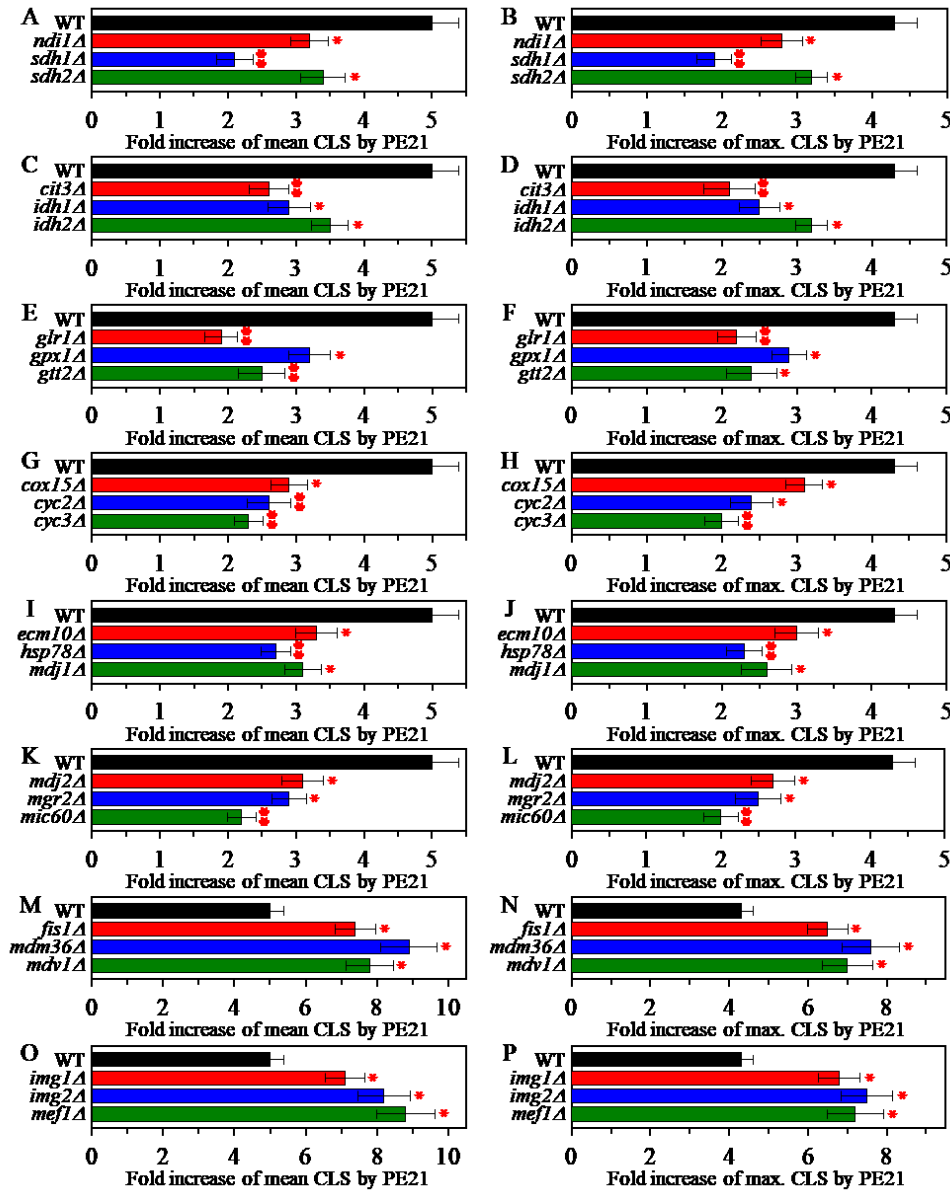 A
WT
ndi1Δ *
sdh1Δ **
sdh2Δ *
0 1 2 3 4 5
Fold increase of mean CLS by PE21
B
WT
ndi1Δ *
sdh1Δ **
sdh2Δ *
0 1 2 3 4 5
Fold increase of max. CLS by PE21
C
WT
cit3Δ **
idh1Δ *
idh2Δ *
0 1 2 3 4 5
Fold increase of mean CLS by PE21
D
WT
cit3Δ **
idh1Δ *
idh2Δ *
0 1 2 3 4 5
Fold increase of max. CLS by PE21
E
WT
glr1Δ **
gpx1Δ *
gtt2Δ **
0 1 2 3 4 5
Fold increase of mean CLS by PE21
F
WT
glr1Δ **
gpx1Δ *
gtt2Δ *
0 1 2 3 4 5
Fold increase of max. CLS by PE21
G
WT
cox15Δ *
cyc2Δ **
cyc3Δ **
0 1 2 3 4 5
Fold increase of mean CLS by PE21
H
WT
cox15Δ *
cyc2Δ *
cyc3Δ **
0 1 2 3 4 5
Fold increase of max. CLS by PE21
I
WT
ecm10Δ *
hsp78Δ **
mdj1Δ *
0 1 2 3 4 5
Fold increase of mean CLS by PE21
J
WT
ecm10Δ *
hsp78Δ **
mdj1Δ *
0 1 2 3 4 5
Fold increase of max. CLS by PE21
K
WT
mdj2Δ *
mgr2Δ *
mic60Δ **
0 1 2 3 4 5
Fold increase of mean CLS by PE21
L
WT
mdj2Δ *
mgr2Δ *
mic60Δ **
0 1 2 3 4 5
Fold increase of max. CLS by PE21
M
WT
fis1Δ *
mdm36Δ *
mdv1Δ *
0 2 4 6 8 10
Fold increase of mean CLS by PE21
N
WT
fis1Δ *
mdm36Δ *
mdv1Δ *
0 2 4 6 8
Fold increase of max. CLS by PE21
O
WT
img1Δ *
img2Δ *
mef1Δ *
0 2 4 6 8 10
Fold increase of mean CLS by PE21
P
WT
img1Δ *
img2Δ *
mef1Δ *
0 2 4 6 8
Fold increase of max. CLS by PE21